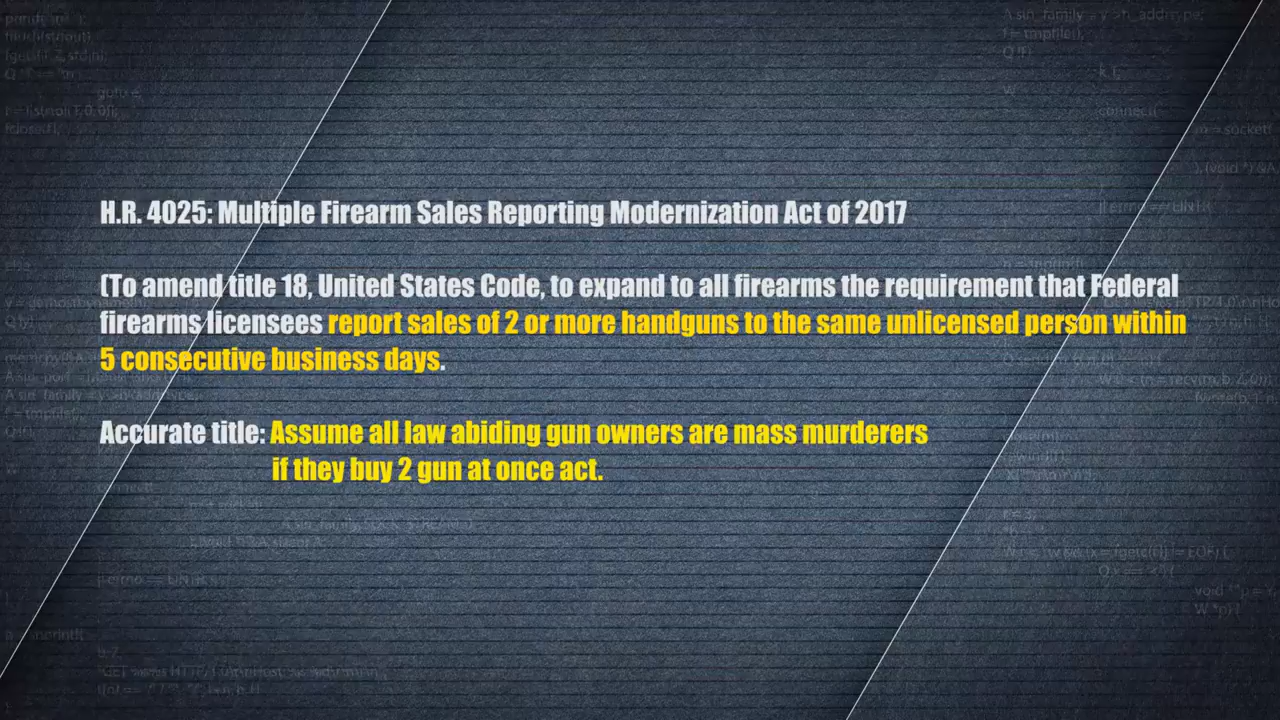 H.R. 4025: Multiple Firearm Sales Reporting Modernization Act of 2017
(To amend title 18, United States Code, to expand to all firearms the requirement that Federal
firearms licensees report sales of 2 or more handguns to the same unlicensed person within
5 consecutive business days.
Accurate title: Assume all law abiding gun owners are mass murderers
if they buy 2 gun at once act.